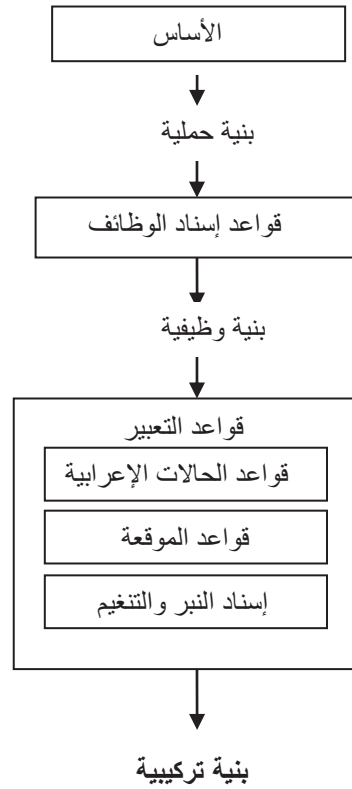 الأساس
بنية حملية
قواعد إسناد الوظائف
بنية وظيفية
قواعد التعبير
قواعد الحالات الإعرابية
قواعد الموقعة
إسناد النبر والتنغيم
بنية تركيبية